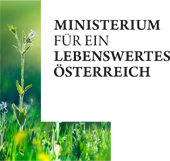 MINISTERIUM
FÜR EIN
LEBENSWERTES
ÖSTERREICH